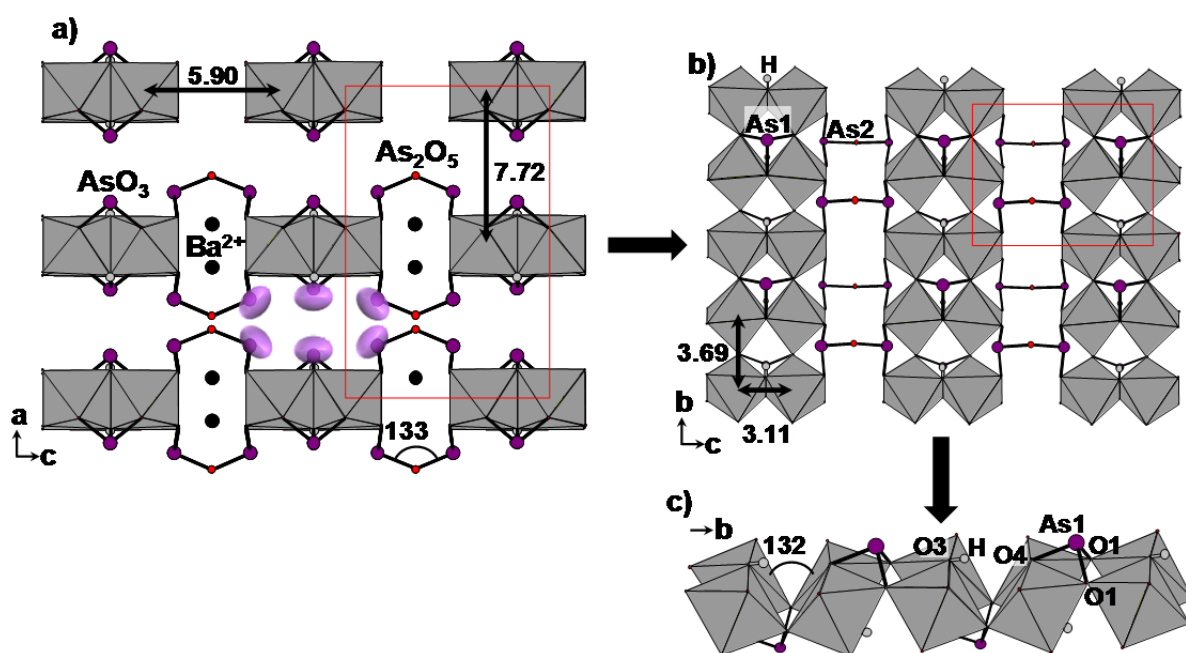 a)
5.90
As₂O₅
7.72
AsO₃
Ba²⁺
133
a
c
b)
H
As1
As2
3.69
3.11
b
c
c)
b
132
O3
H
O4
As1
O1
O1